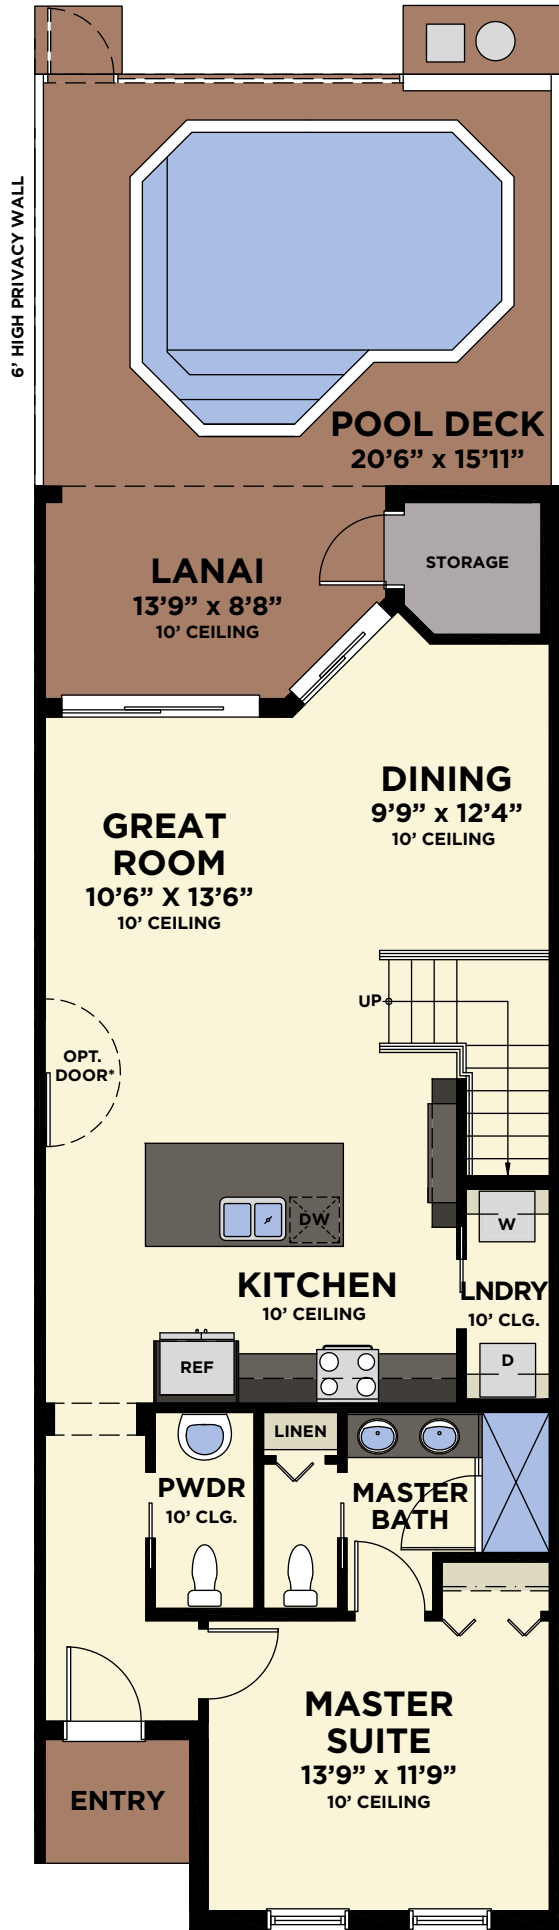 6' HIGH PRIVACY WALL
POOL DECK
20'6” x 15'11”
LANAI
13'9” x 8'8”
10' CEILING
STORAGE
DINING
9'9” x 12'4”
10' CEILING
GREAT
ROOM
10'6” X 13'6”
10' CEILING
UP
OPT.
DOOR*
DW
W
KITCHEN
10' CEILING
LNDRY
10' CLG.
REF
D
LINEN
PWDR
10' CLG.
MASTER
BATH
MASTER
SUITE
13'9” x 11'9”
10' CEILING
ENTRY